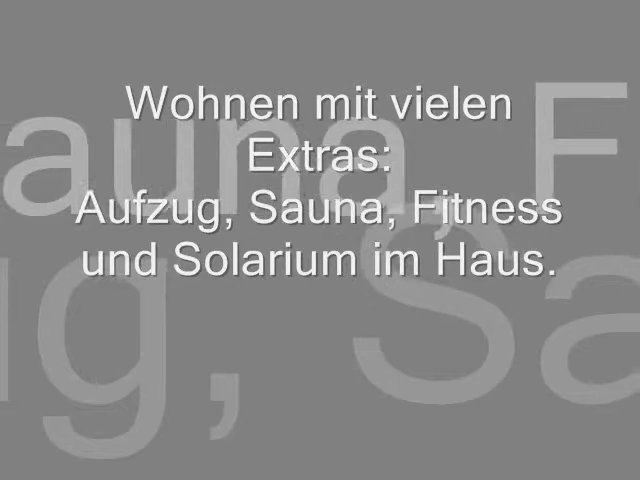 Wohnen mit vielen
Extras:
Aufzug, Sauna, Fitness
und Solarium im Haus.